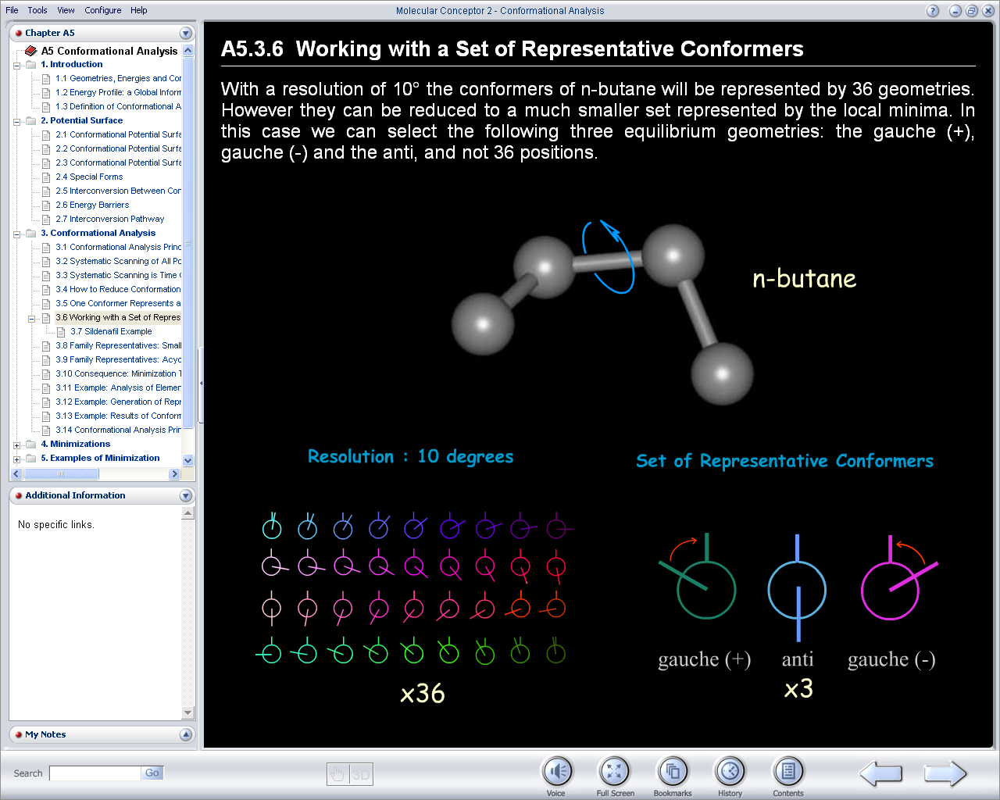 File Tools View Configure Help
Molecular Conceptor 2 - Conformational Analysis
Chapter A5
A5 Conformational Analysis
1. Introduction
1.1 Geometries, Energies and Cor
1.2 Energy Profile: a Global Inform
1.3 Definition of Conformational A
2. Potential Surface
2.1 Conformational Potential Surfa
2.2 Conformational Potential Surfa
2.3 Conformational Potential Surfa
2.4 Special Forms
2.5 Interconversion Between Con
2.6 Energy Barriers
2.7 Interconversion Pathway
3. Conformational Analysis
3.1 Conformational Analysis Princ
3.2 Systematic Scanning of All Po
3.3 Systematic Scanning is Time
3.4 How to Reduce Conformation
3.5 One Conformer Represents a
3.6 Working with a Set of Repres
3.7 Sildenafil Example
3.8 Family Representatives: Small
3.9 Family Representatives: Acyc
3.10 Consequence: Minimization
3.11 Example: Analysis of Elemen
3.12 Example: Generation of Repr
3.13 Example: Results of Conform
3.14 Conformational Analysis Prin
4. Minimizations
5. Examples of Minimization
Additional Information
No specific links.
My Notes
A5.3.6 Working with a Set of Representative Conformers
With a resolution of 10° the conformers of n-butane will be represented by 36 geometries.
However they can be reduced to a much smaller set represented by the local minima. In
this case we can select the following three equilibrium geometries: the gauche (+),
gauche (-) and the anti, and not 36 positions.
n-butane
Resolution : 10 degrees
Set of Representative Conformers
gauche (+) anti gauche (-)
x36
x3
Search Go
3D
Voice Full Screen Bookmarks History Contents